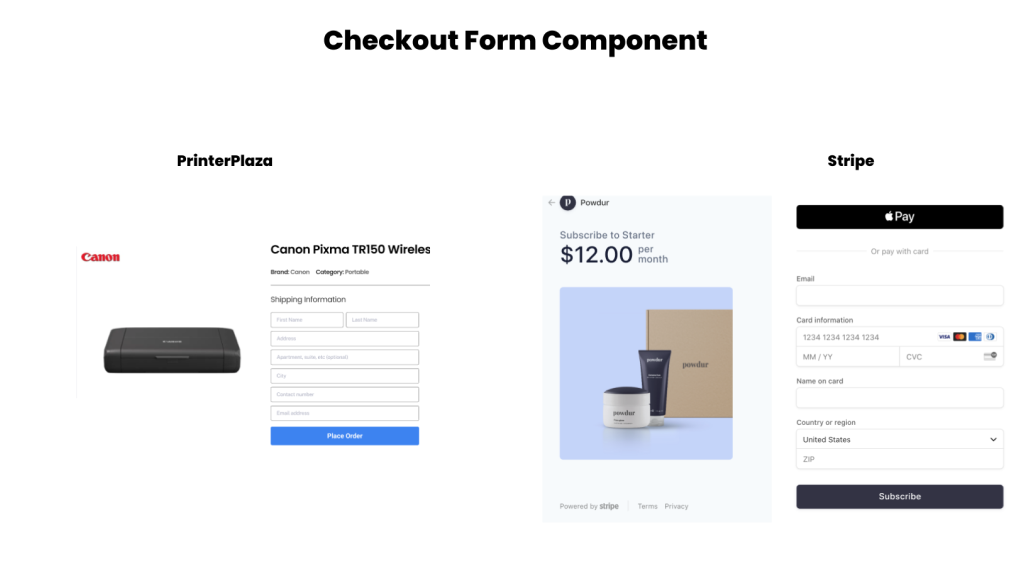 Checkout Form Component
PrinterPlaza
Canon
Canon
Canon Pixma TR150 Wireles
Brand: Canon Category: Portable
Shipping Information
First Name Last Name
Address
Apartment, suite, etc (optional)
City
Contact number
Email address
Place Order
Stripe
P Powdur
Subscribe to Starter
$12.00 per month
powdur
powdur
powdur
Powered by stripe Terms Privacy
Pay
Or pay with card
Email
Card information
1234 1234 1234 1234 VISA
MM / YY CVC
Name on card
Country or region
United States
ZIP
Subscribe